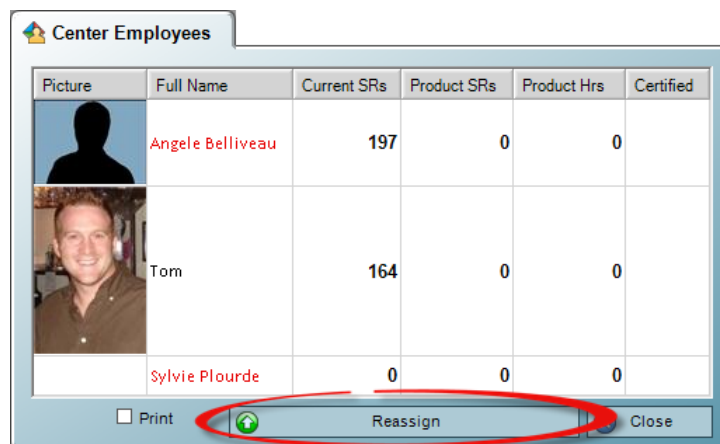 Center Employees
Picture Full Name Current SRs Product SRs Product Hrs Certified
Angele Belliveau 197 0 0
Tom 164 0 0
Sylvie Plourde 0 0 0
Print Reassign Close